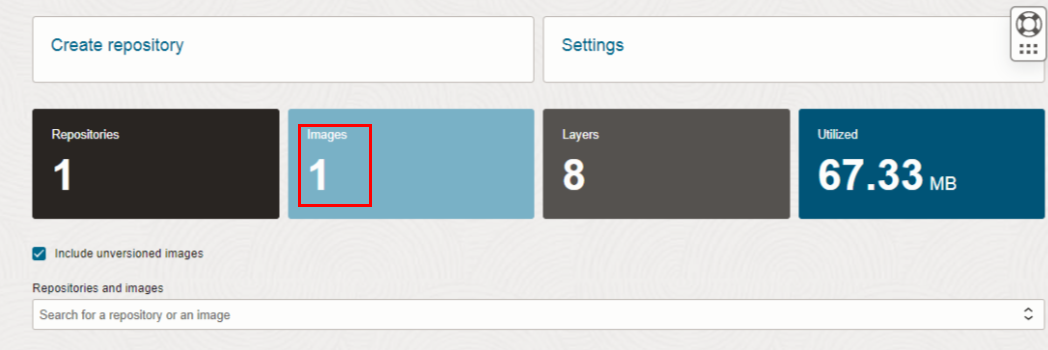 Create repository
Settings
Repositories
1
Images
1
Layers
8
Utilized
67.33 MB
Include unversioned images
Repositories and images
Search for a repository or an image